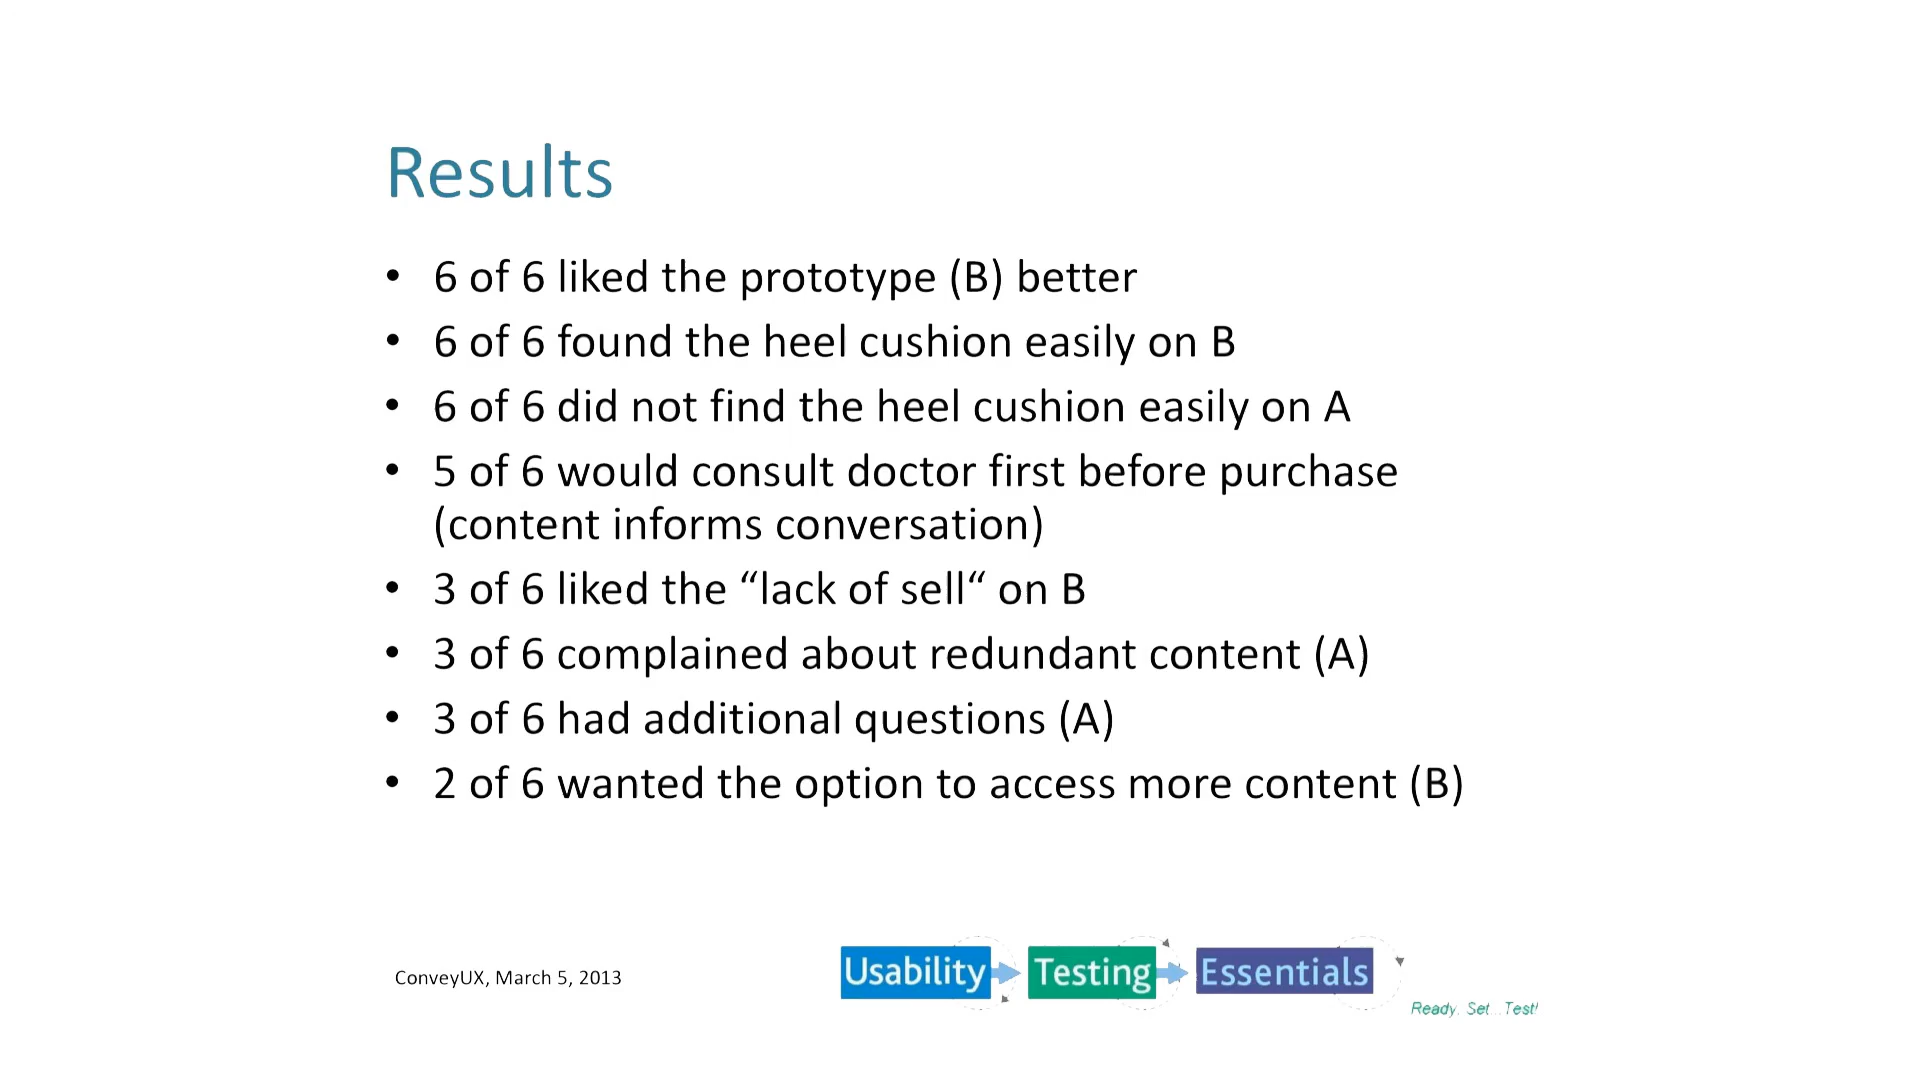 Results
• 6 of 6 liked the prototype (B) better
• 6 of 6 found the heel cushion easily on B
• 6 of 6 did not find the heel cushion easily on A
• 5 of 6 would consult doctor first before purchase
(content informs conversation)
• 3 of 6 liked the “lack of sell“ on B
• 3 of 6 complained about redundant content (A)
• 3 of 6 had additional questions (A)
• 2 of 6 wanted the option to access more content (B)
ConveyUX, March 5, 2013
Usability Testing Essentials
Ready. Set...Test!